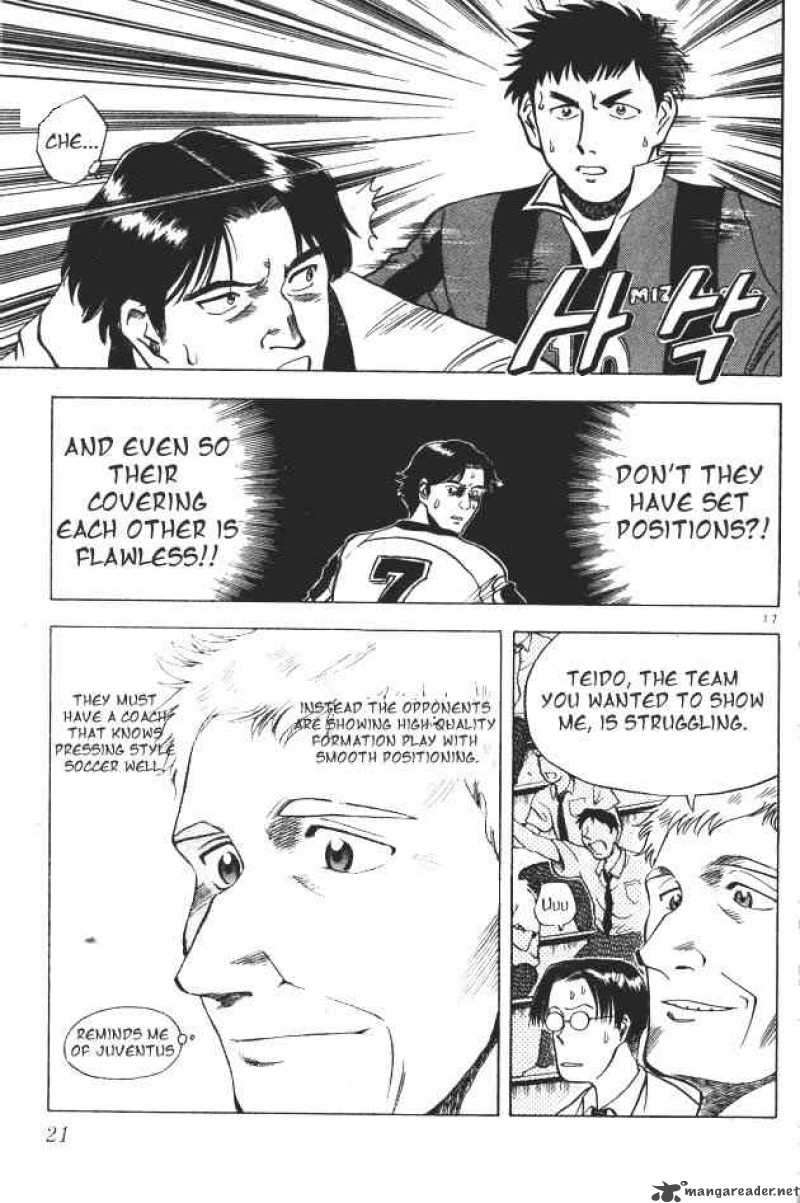 CHE...
MIZ
사 삭
DON'T THEY
HAVE SET
POSITIONS?!
7
AND EVEN SO
THEIR
COVERING
EACH OTHER IS
FLAWLESS!!
17
TEIDO, THE TEAM
YOU WANTED TO SHOW
ME, IS STRUGGLING.
UUU
INSTEAD THE OPPONENTS
ARE SHOWING HIGH-QUALITY
FORMATION PLAY WITH
SMOOTH POSITIONING.
THEY MUST
HAVE A COACH
THAT KNOWS
PRESSING STYLE
SOCCER WELL.
REMINDS ME
OF JUVENTUS
21
mangareader.net